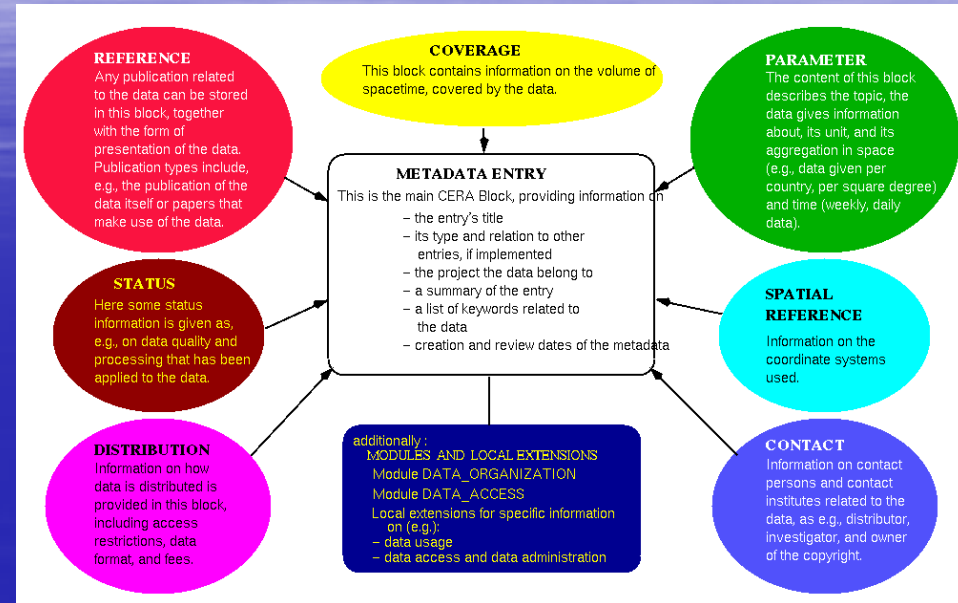 REFERENCE
Any publication related
to the data can be stored
in this block, together
with the form of
presentation of the data.
Publication types include,
e.g., the publication of the
data itself or papers that
make use of the data.
COVERAGE
This block contains information on the volume of
spacetime, covered by the data.
PARAMETER
The content of this block
describes the topic, the
data gives information
about, its unit, and its
aggregation in space
(e.g., data given per
country, per square degree)
and time (weekly, daily
data).
METADATA ENTRY
This is the main CERA Block, providing information on
– the entry's title
– its type and relation to other
entries, if implemented
– the project the data belong to
– a summary of the entry
– a list of keywords related to
the data
– creation and review dates of the metadata
STATUS
Here some status
information is given as,
e.g., on data quality and
processing that has been
applied to the data.
SPATIAL
REFERENCE
Information on the
coordinate systems
used.
DISTRIBUTION
Information on how
data is distributed is
provided in this block,
including access
restrictions, data
format, and fees.
additionally :
MODULES AND LOCAL EXTENSIONS
Module DATA_ORGANIZATION
Module DATA_ACCESS
Local extensions for specific information
on (e.g.):
– data usage
– data access and data administration
CONTACT
Information on contact
persons and contact
institutes related to the
data, as e.g., distributor,
investigator, and owner
of the copyright.